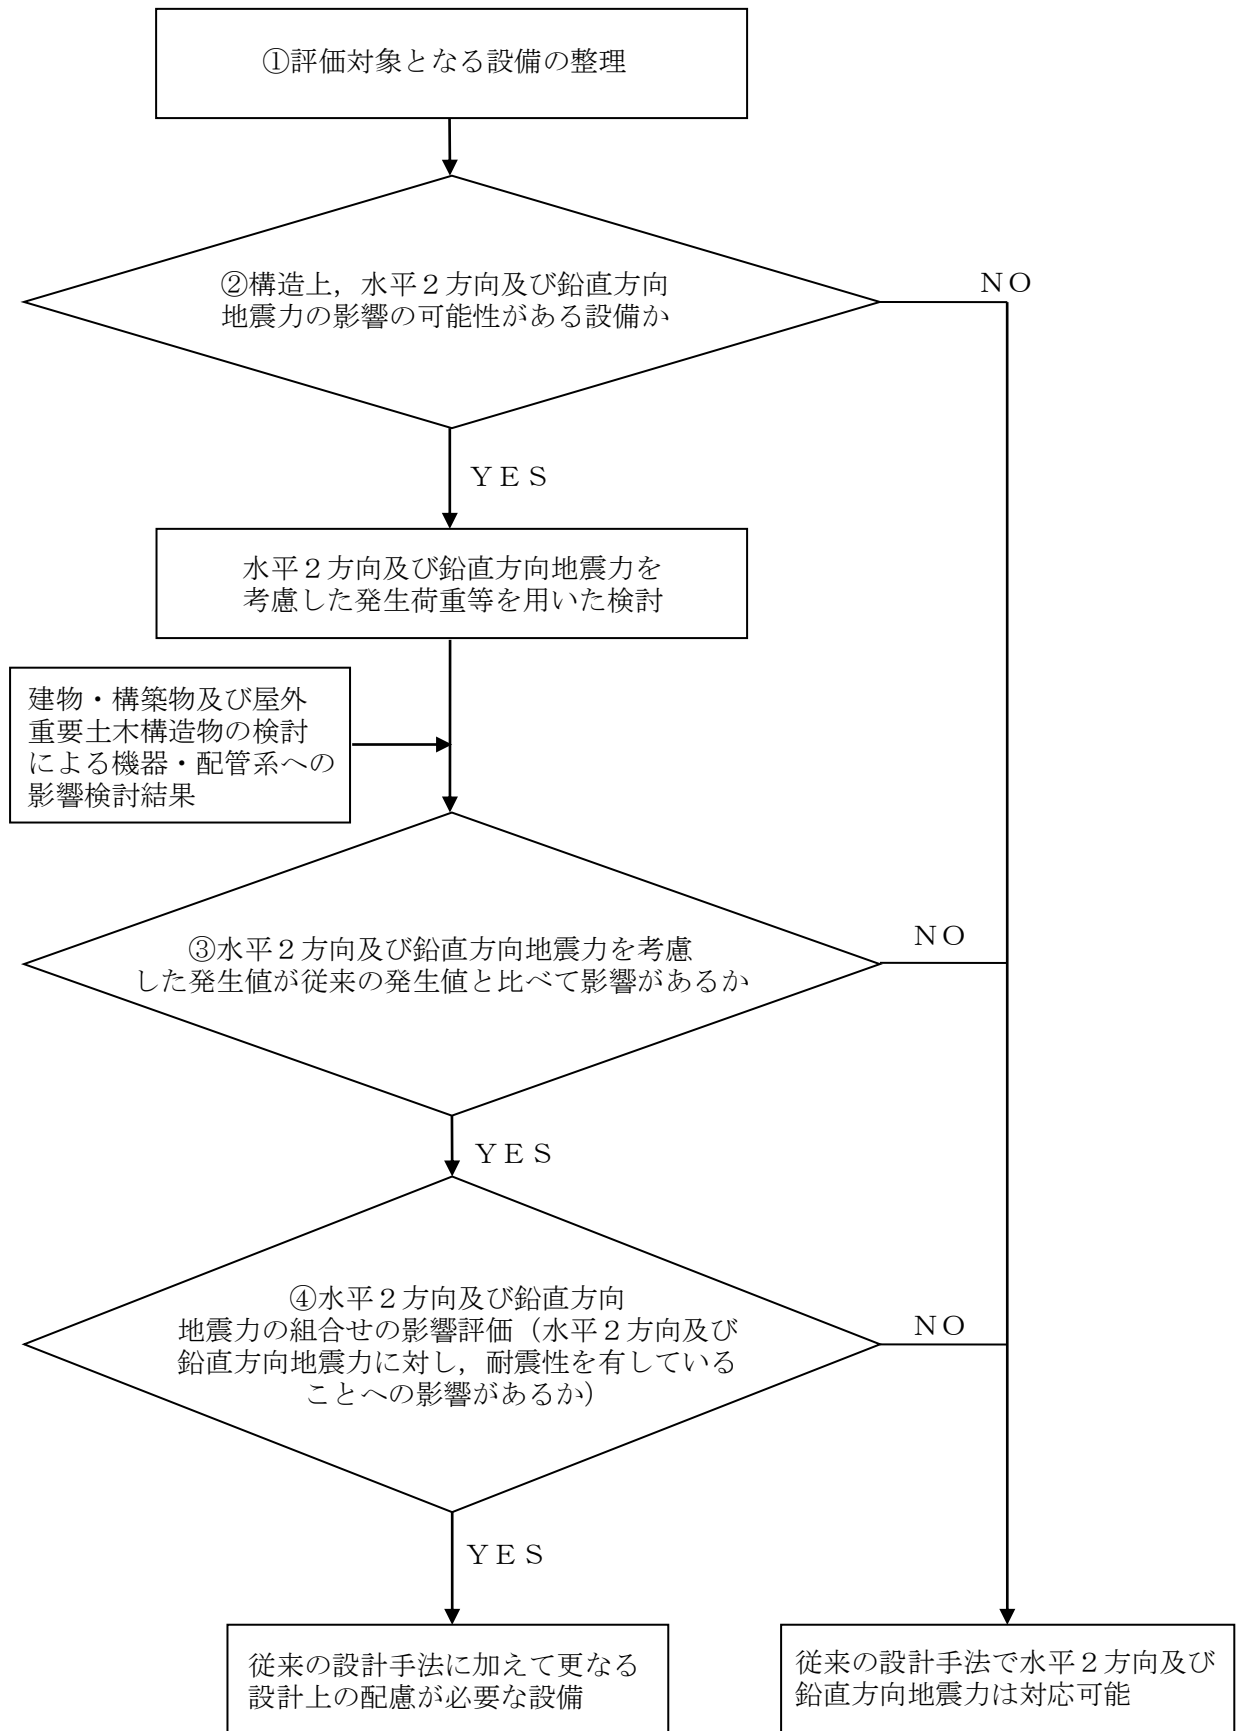 ①評価対象となる設備の整理
②構造上，水平２方向及び鉛直方向
地震力の影響の可能性がある設備か
ＮＯ
ＹＥＳ
水平２方向及び鉛直方向地震力を
考慮した発生荷重等を用いた検討
建物・構築物及び屋外
重要土木構造物の検討
による機器・配管系への
影響検討結果
③水平２方向及び鉛直方向地震力を考慮
した発生値が従来の発生値と比べて影響があるか
ＮＯ
ＹＥＳ
④水平２方向及び鉛直方向
地震力の組合せの影響評価（水平２方向及び
鉛直方向地震力に対し，耐震性を有している
ことへの影響があるか）
ＮＯ
ＹＥＳ
従来の設計手法に加えて更なる
設計上の配慮が必要な設備
従来の設計手法で水平２方向及び
鉛直方向地震力は対応可能